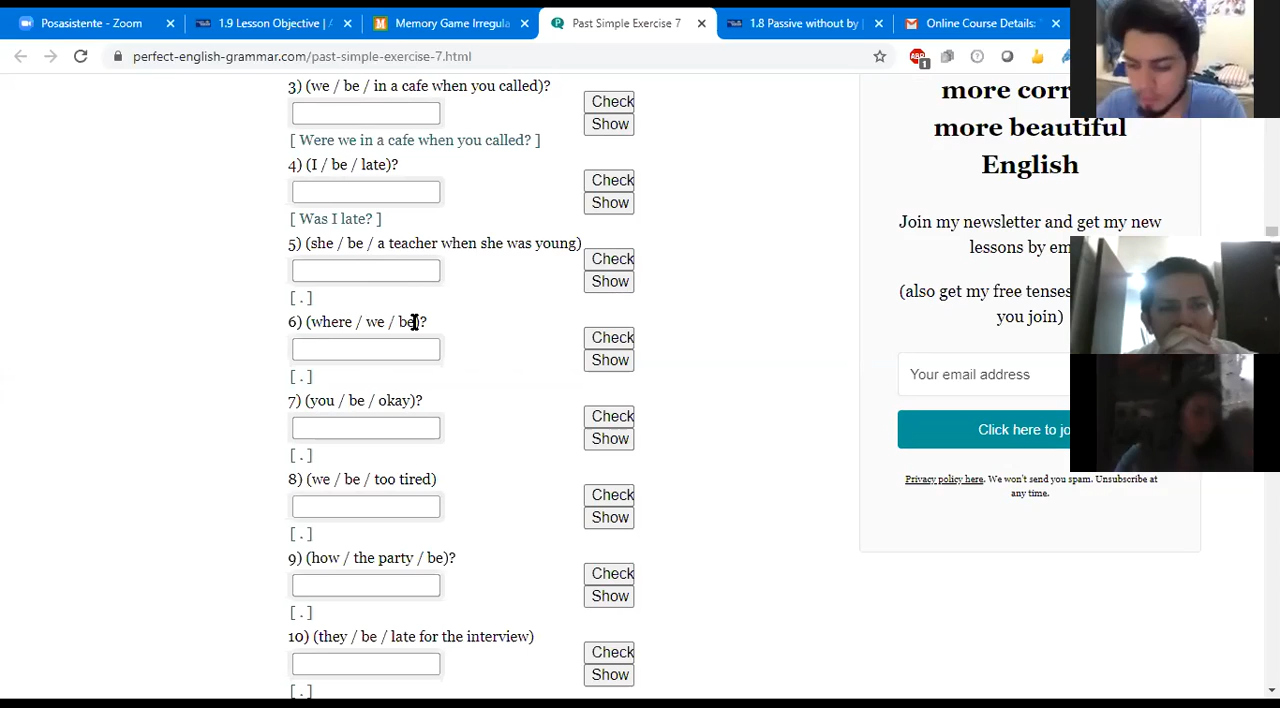 Posasistente - Zoom
1.9 Lesson Objective | A
Memory Game Irregula
Past Simple Exercise 7
1.8 Passive without by |
Online Course Details:
perfect-english-grammar.com/past-simple-exercise-7.html
ABP
1
3) (we / be / in a cafe when you called)?
Check
Show
[ Were we in a cafe when you called? ]
4) (I / be / late)?
Check
Show
[ Was I late? ]
5) (she / be / a teacher when she was young)
Check
Show
[ . ]
6) (where / we / be)?
Check
Show
[ . ]
7) (you / be / okay)?
Check
Show
[ . ]
8) (we / be / too tired)
Check
Show
[ . ]
9) (how / the party / be)?
Check
Show
[ . ]
10) (they / be / late for the interview)
Check
Show
[ . ]
more corr
more beautiful
English
Join my newsletter and get my new
lessons by em
(also get my free tenses
you join)
Your email address
Click here to jo
Privacy policy here. We won't send you spam. Unsubscribe at
any time.